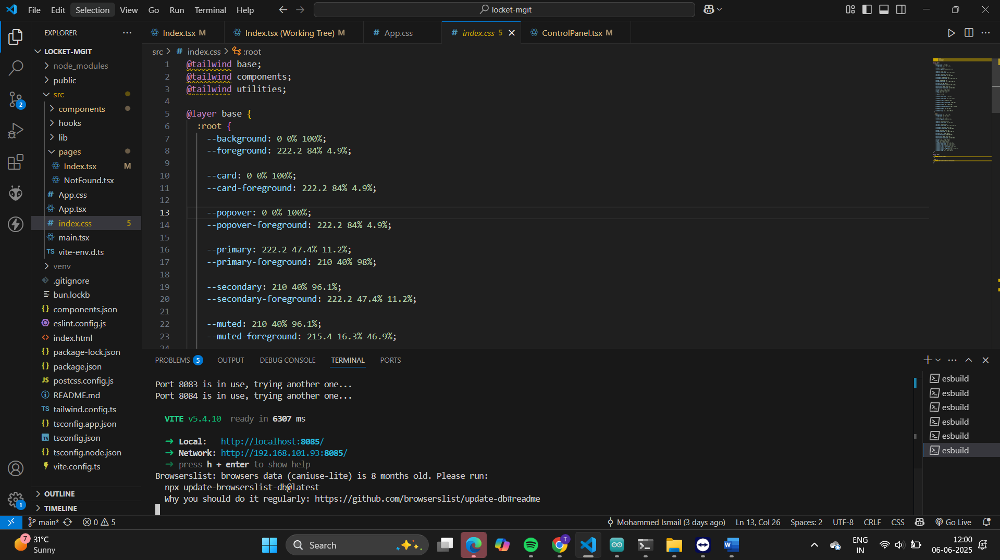 File Edit Selection View Go Run Terminal Help
locket-mgit
EXPLORER
Index.tsx M
Index.tsx (Working Tree) M
App.css
index.css 5
ControlPanel.tsx M
LOCKET-MGIT
node_modules
public
src
components
hooks
lib
pages
Index.tsx M
NotFound.tsx
App.css
App.tsx
index.css 5
main.tsx
TS vite-env.d.ts
venv
.gitignore
bun.lockb
components.json
eslint.config.js
index.html
package-lock.json
package.json
JS postcss.config.js
README.md
TS tailwind.config.ts
tsconfig.app.json
TS tsconfig.json
tsconfig.node.json
vite.config.ts
OUTLINE
TIMELINE
2
1
src > # index.css > :root
1 @tailwind base;
2 @tailwind components;
3 @tailwind utilities;
4
5 @layer base {
6 :root {
7 --background: 0 0% 100%;
8 --foreground: 222.2 84% 4.9%;
9
10 --card: 0 0% 100%;
11 --card-foreground: 222.2 84% 4.9%;
12
13 --popover: 0 0% 100%;
14 --popover-foreground: 222.2 84% 4.9%;
15
16 --primary: 222.2 47.4% 11.2%;
17 --primary-foreground: 210 40% 98%;
18
19 --secondary: 210 40% 96.1%;
20 --secondary-foreground: 222.2 47.4% 11.2%;
21
22 --muted: 210 40% 96.1%;
23 --muted-foreground: 215.4 16.3% 46.9%;
24
PROBLEMS 5 OUTPUT DEBUG CONSOLE TERMINAL PORTS
Port 8083 is in use, trying another one...
Port 8084 is in use, trying another one...
VITE v5.4.10 ready in 6307 ms
➜ Local: http://localhost:8085/
➜ Network: http://192.168.101.93:8085/
➜ press h + enter to show help
Browserslist: browsers data (caniuse-lite) is 8 months old. Please run:
npx update-browserslist-db@latest
Why you should do it regularly: https://github.com/browserslist/update-db#readme
esbuild
esbuild
esbuild
esbuild
esbuild
esbuild
main* 0 5
Mohammed Ismail (3 days ago) Ln 13, Col 26 Spaces: 2 UTF-8 CRLF CSS Go Live
7
31°C
Sunny
Search
T
W
ENG
IN
12:00
06-06-2025